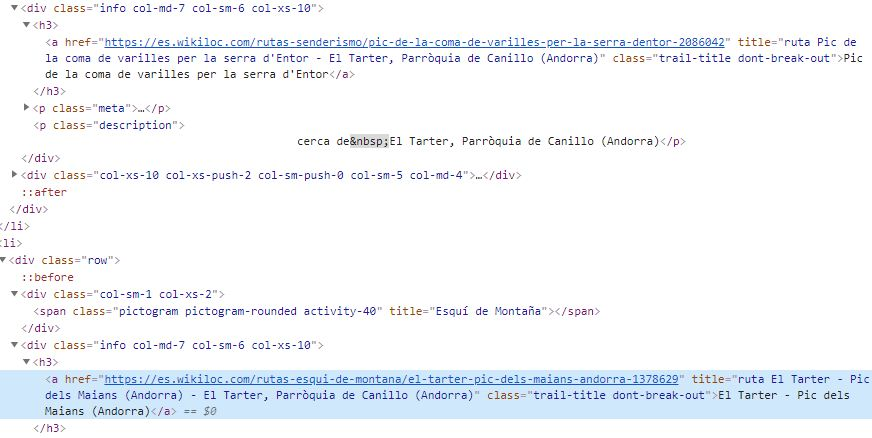 ▼<div class="info col-md-7 col-sm-6 col-xs-10">
▼<h3>
<a href="https://es.wikiloc.com/rutas-senderismo/pic-de-la-coma-de-varilles-per-la-serra-dentor-2086042" title="ruta Pic de
la coma de varilles per la serra d'Entor - El Tarter, Parròquia de Canillo (Andorra)" class="trail-title dont-break-out">Pic
de la coma de varilles per la serra d'Entor</a>
</h3>
▶<p class="meta">…</p>
<p class="description">
cerca de&nbsp;El Tarter, Parròquia de Canillo (Andorra)</p>
</div>
▶<div class="col-xs-10 col-xs-push-2 col-sm-push-0 col-sm-5 col-md-4">…</div>
::after
</div>
</li>
<li>
▼<div class="row">
::before
▼<div class="col-sm-1 col-xs-2">
<span class="pictogram pictogram-rounded activity-40" title="Esquí de Montaña"></span>
</div>
▼<div class="info col-md-7 col-sm-6 col-xs-10">
▼<h3>
<a href="https://es.wikiloc.com/rutas-esqui-de-montana/el-tarter-pic-dels-maians-andorra-1378629" title="ruta El Tarter - Pic
dels Maians (Andorra) - El Tarter, Parròquia de Canillo (Andorra)" class="trail-title dont-break-out">El Tarter - Pic dels
Maians (Andorra)</a> == $0
</h3>